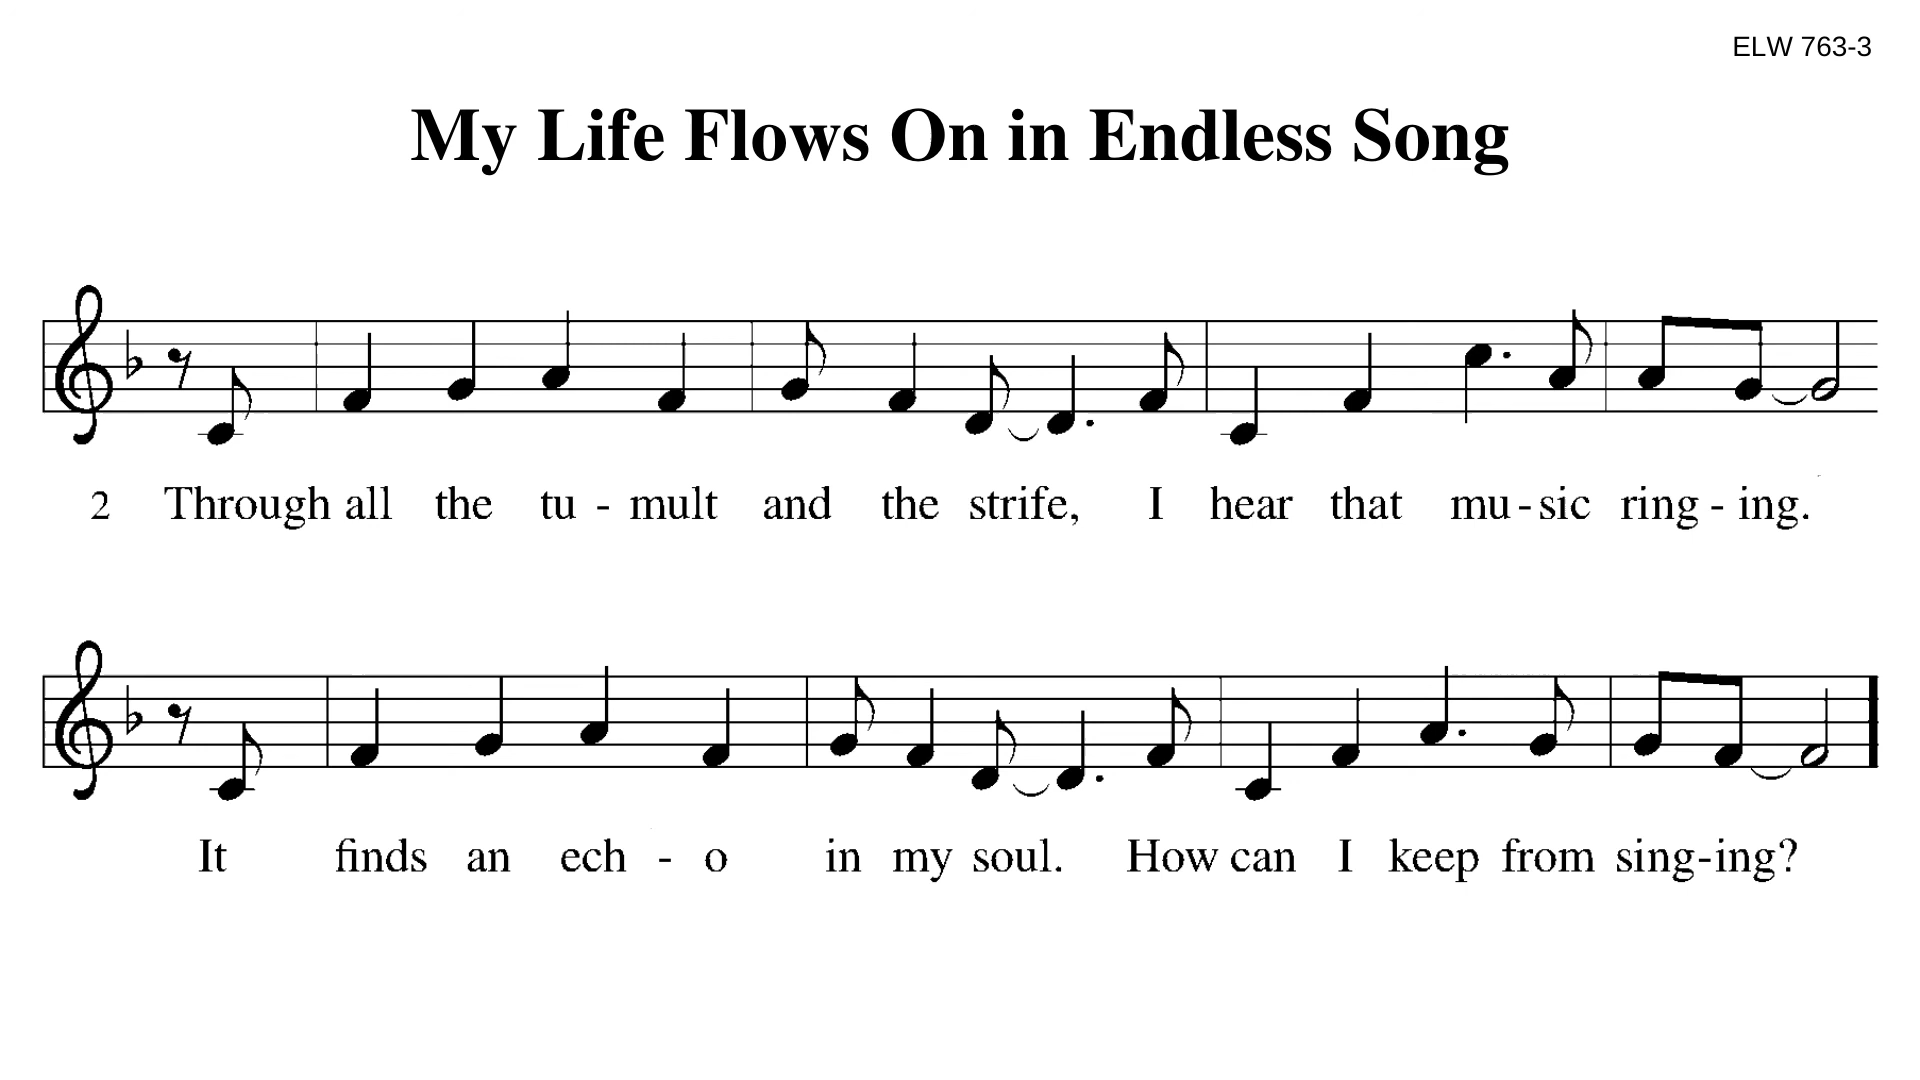 ELW 763-3
My Life Flows On in Endless Song
2 Through all the tu - mult and the strife, I hear that mu - sic ring - ing.
It finds an ech - o in my soul. How can I keep from sing-ing?